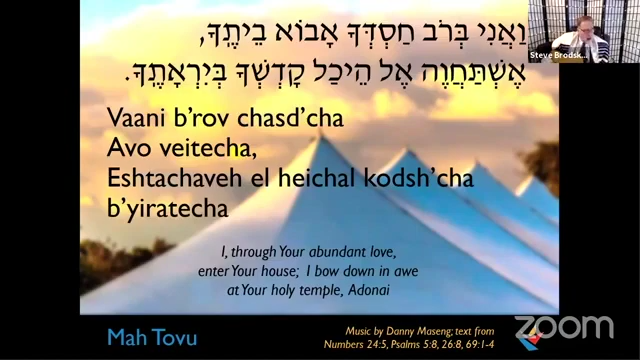 וַאֲנִי בְּרֹב חַסְדְּךָ אָבוֹא בֵיתֶֽךָ,
אֶשְׁתַּחֲוֶה אֶל הֵיכַל קָדְשְׁךָ בְּיִרְאָתֶֽךָ.
Vaani b’rov chasd’cha
Avo veitecha,
Eshtachaveh el heichal kodsh’cha
b’yiratecha
I, through Your abundant love,
enter Your house; I bow down in awe
at Your holy temple, Adonai
Mah Tovu
Music by Danny Maseng; text from
Numbers 24:5, Psalms 5:8, 26:8, 69:1-4
Steve Brodsk...
zoom